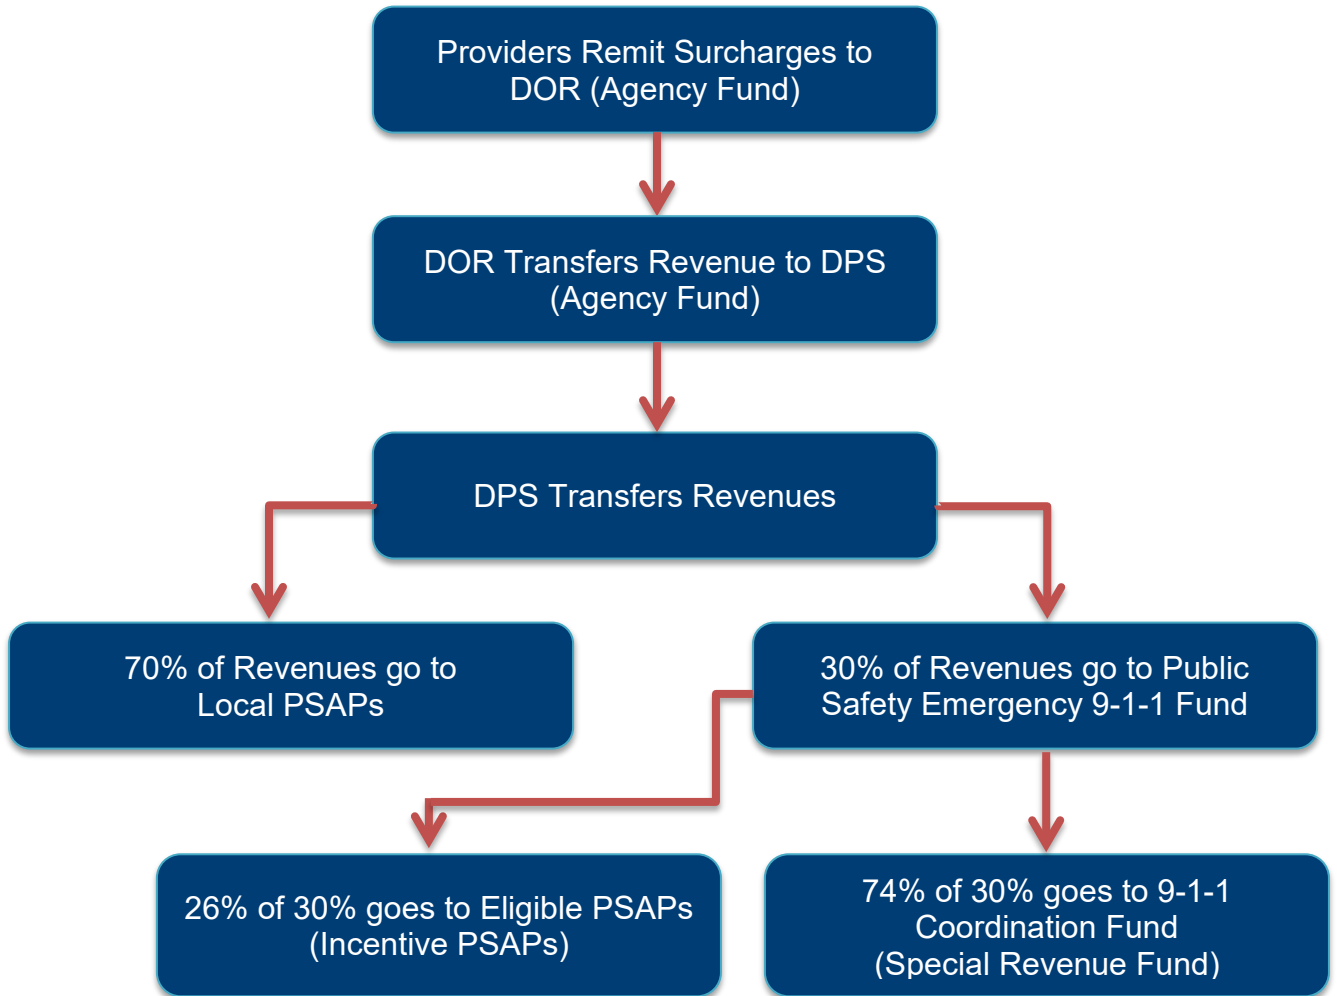 Providers Remit Surcharges to
DOR (Agency Fund)
DOR Transfers Revenue to DPS
(Agency Fund)
DPS Transfers Revenues
70% of Revenues go to
Local PSAPs
30% of Revenues go to Public
Safety Emergency 9-1-1 Fund
26% of 30% goes to Eligible PSAPs
(Incentive PSAPs)
74% of 30% goes to 9-1-1
Coordination Fund
(Special Revenue Fund)